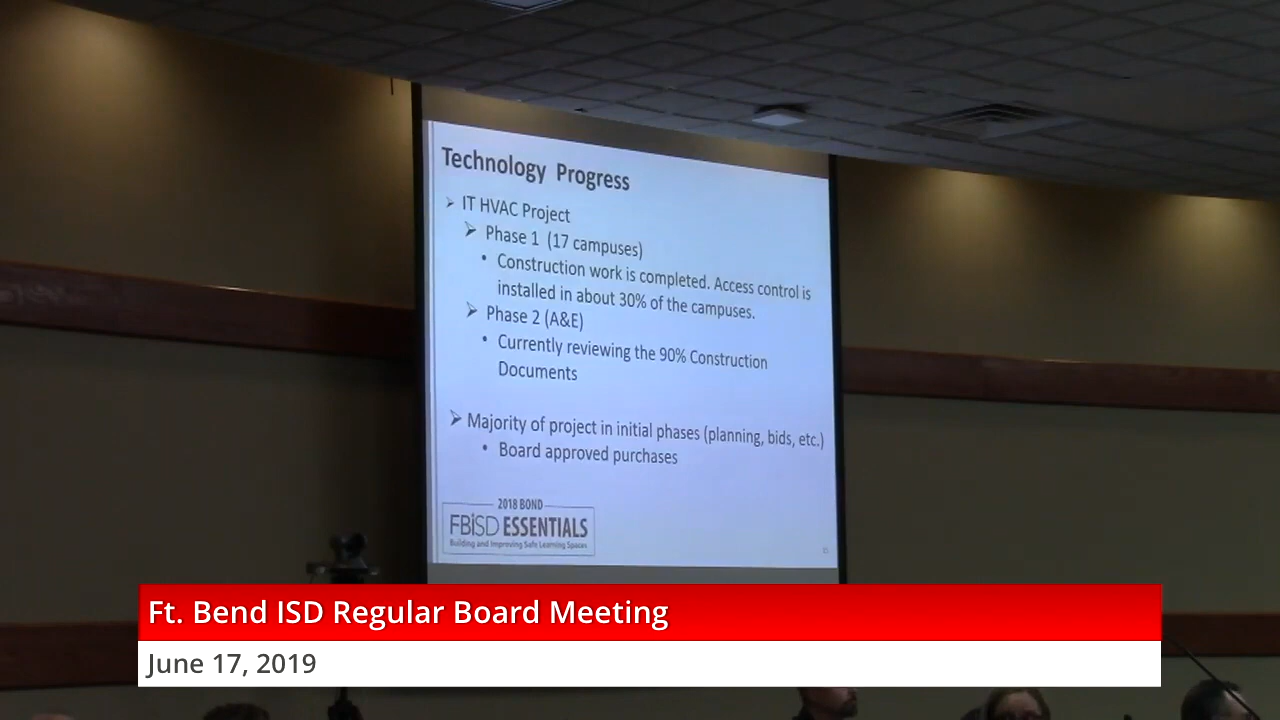 Technology Progress
➢ IT HVAC Project
➢ Phase 1 (17 campuses)
• Construction work is completed. Access control is
installed in about 30% of the campuses.
➢ Phase 2 (A&E)
• Currently reviewing the 90% Construction
Documents
➢ Majority of project in initial phases (planning, bids, etc.)
• Board approved purchases
2018 BOND
FBISD ESSENTIALS
Building and Improving Safe Learning Spaces
15
Ft. Bend ISD Regular Board Meeting
June 17, 2019